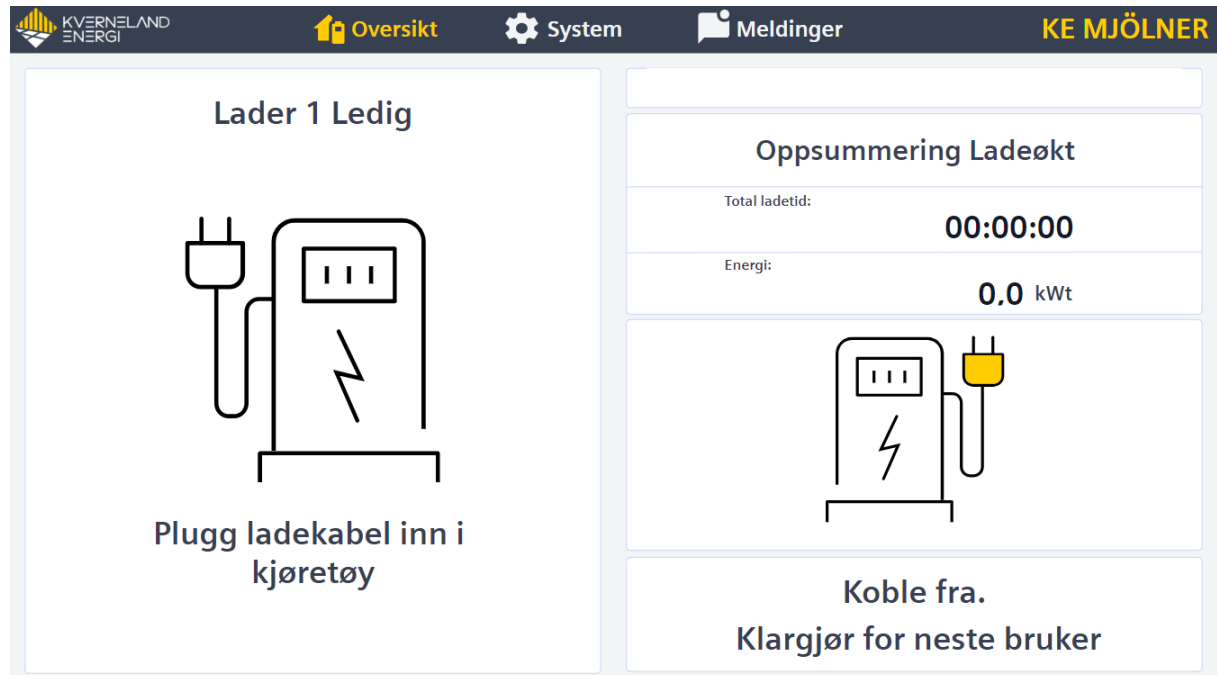 KVERNELAND
ENERGI
Oversikt
System
Meldinger
KE MJÖLNER
Lader 1 Ledig
Plugg ladekabel inn i
kjøretøy
Oppsummering Ladeøkt
Total ladetid:
00:00:00
Energi:
0,0 kWt
Koble fra.
Klargjør for neste bruker